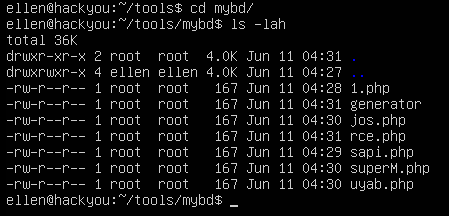 ellen@hackyou:~/tools$ cd mybd/
ellen@hackyou:~/tools/mybd$ ls -lah
total 36K
drwxr-xr-x 2 root  root  4.0K Jun 11 04:31 .
drwxrwxr-x 4 ellen ellen 4.0K Jun 11 04:27 ..
-rw-r--r-- 1 root  root   167 Jun 11 04:28 1.php
-rw-r--r-- 1 root  root   167 Jun 11 04:31 generator
-rw-r--r-- 1 root  root   167 Jun 11 04:30 jos.php
-rw-r--r-- 1 root  root   167 Jun 11 04:31 rce.php
-rw-r--r-- 1 root  root   167 Jun 11 04:29 sapi.php
-rw-r--r-- 1 root  root   167 Jun 11 04:30 superM.php
-rw-r--r-- 1 root  root   167 Jun 11 04:30 uyab.php
ellen@hackyou:~/tools/mybd$ _